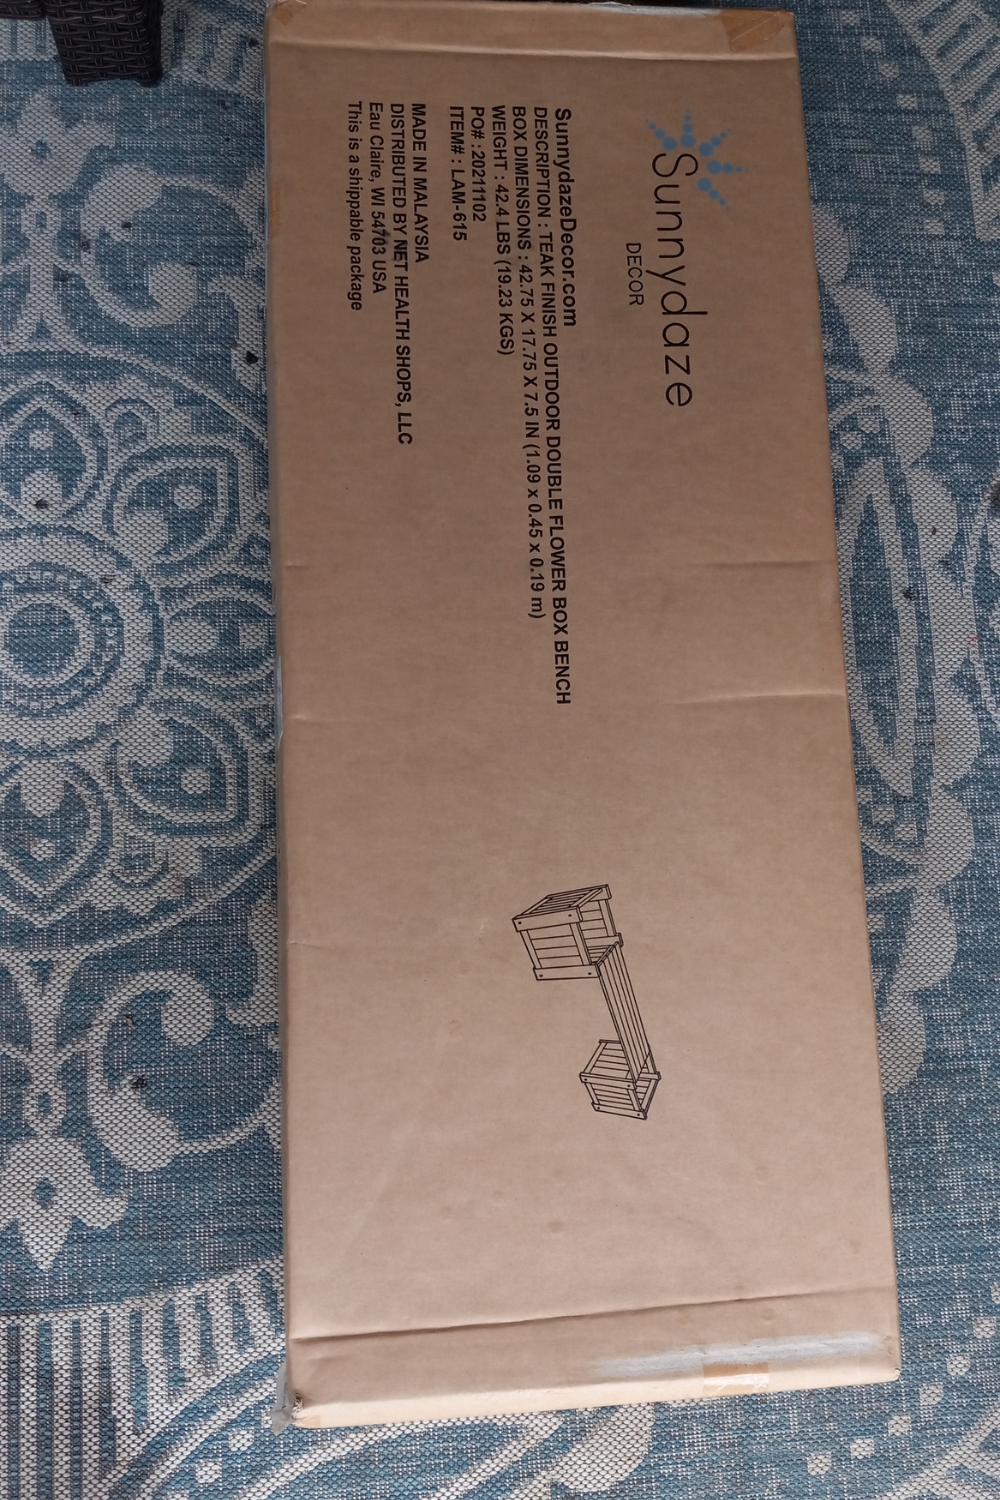 Sunnydaze
DECOR
SunnydazeDecor.com
DESCRIPTION : TEAK FINISH OUTDOOR DOUBLE FLOWER BOX BENCH
BOX DIMENSIONS : 42.75 X 17.75 X 7.5 IN (1.09 x 0.45 x 0.19 m)
WEIGHT : 42.4 LBS (19.23 KGS)
PO# : 20211102
ITEM# : LAM-615
MADE IN MALAYSIA
DISTRIBUTED BY NET HEALTH SHOPS, LLC
Eau Claire, WI 54703 USA
This is a shippable package